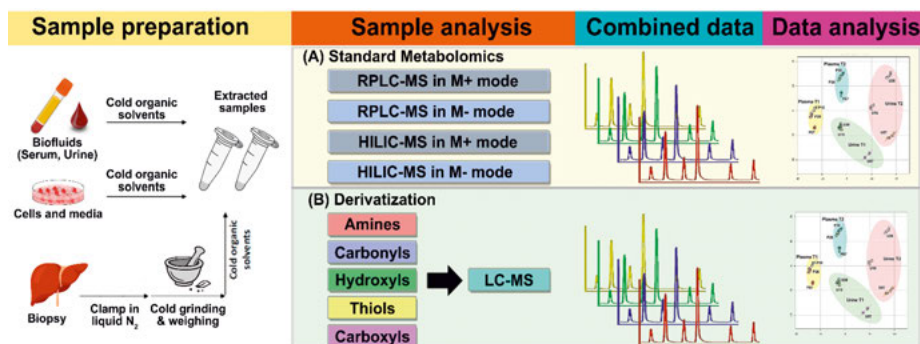 Sample preparation
Sample analysis
Combined data
Data analysis
Cold organic
solvents
Extracted
samples
Biofluids
(Serum, Urine)
Cold organic
solvents
Cells and media
Cold organic
solvents
Biopsy
Clamp in
liquid N2
Cold grinding
& weighing
(A) Standard Metabolomics
RPLC-MS in M+ mode
RPLC-MS in M- mode
HILIC-MS in M+ mode
HILIC-MS in M- mode
Plasma T2
Urine T2
Plasma T1
Urine T1
(B) Derivatization
Amines
Carbonyls
Hydroxyls
Thiols
Carboxyls
LC-MS
Plasma T2
Urine T2
Plasma T1
Urine T1